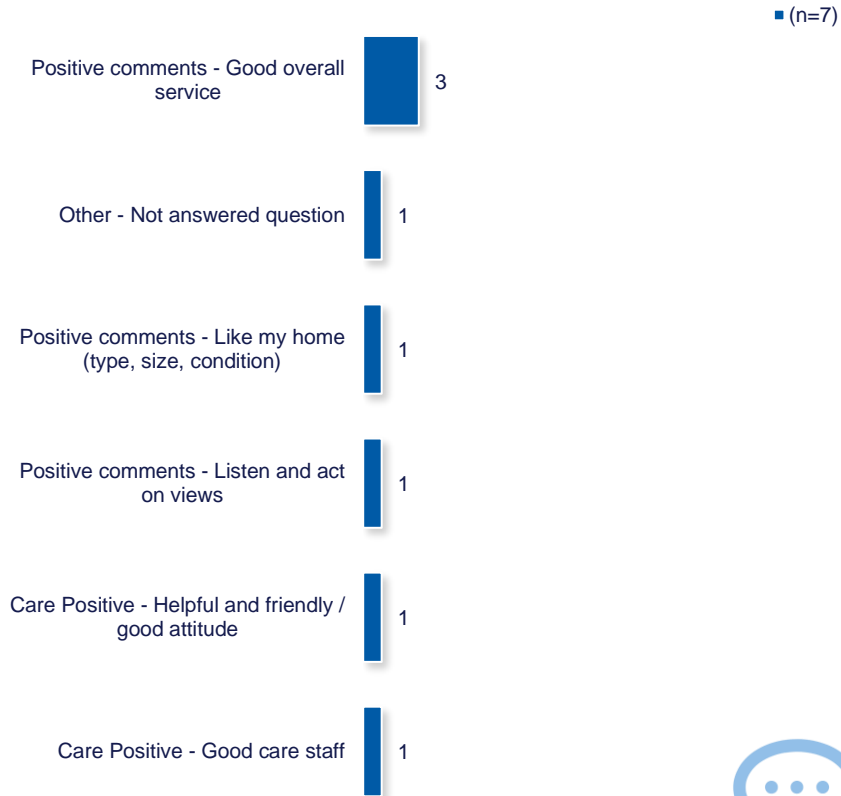 (n=7)
Positive comments - Good overall
service
3
Other - Not answered question
1
Positive comments - Like my home
(type, size, condition)
1
Positive comments - Listen and act
on views
1
Care Positive - Helpful and friendly /
good attitude
1
Care Positive - Good care staff
1